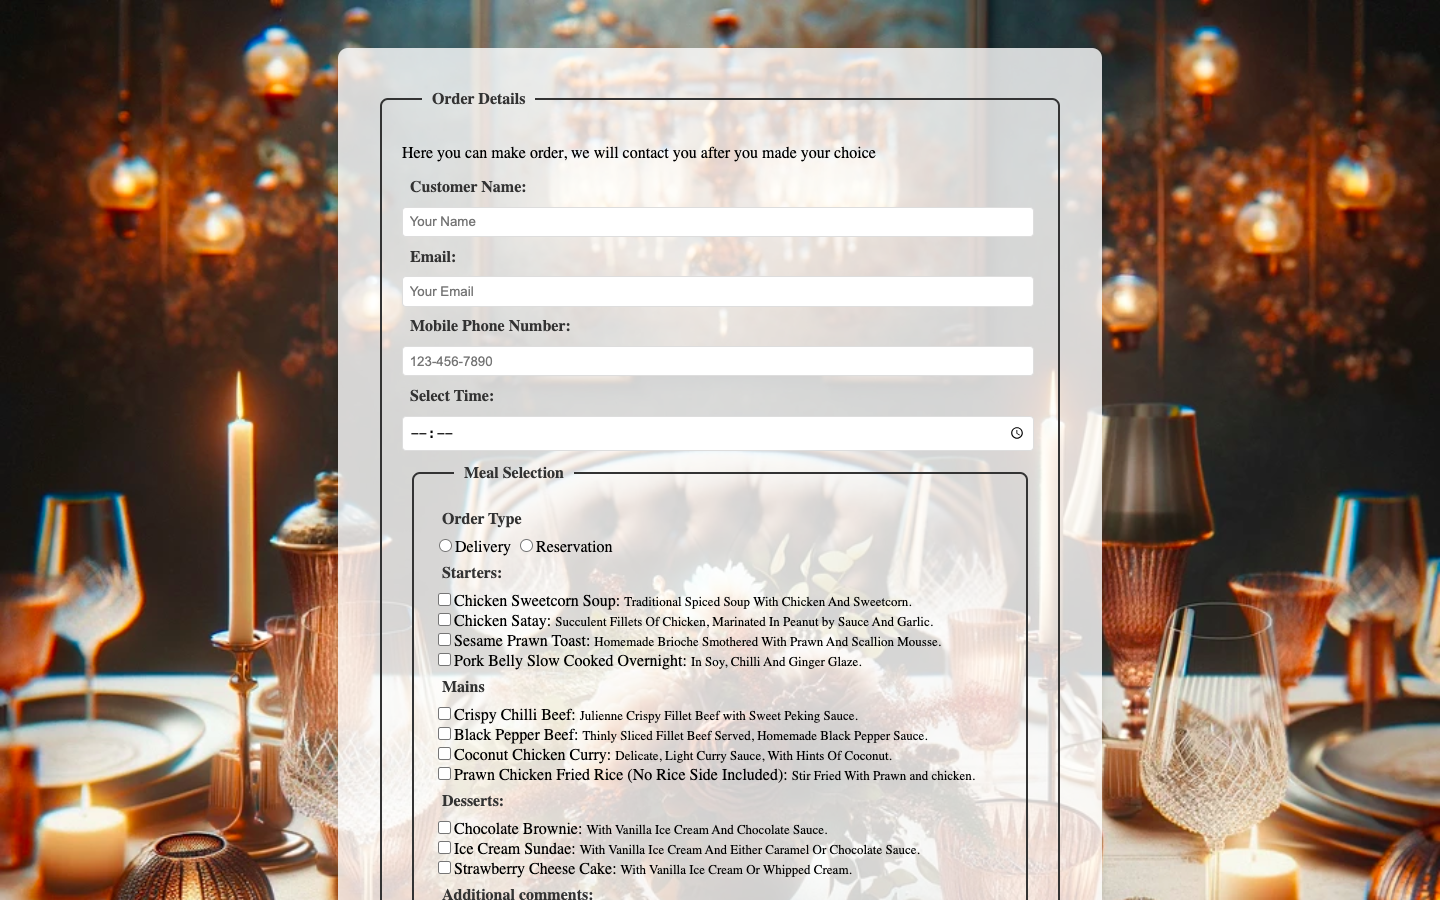 Order Details
Here you can make order, we will contact you after you made your choice
Customer Name:
Your Name
Email:
Your Email
Mobile Phone Number:
123-456-7890
Select Time:
--:--
Meal Selection
Order Type
Delivery Reservation
Starters:
Chicken Sweetcorn Soup: Traditional Spiced Soup With Chicken And Sweetcorn.
Chicken Satay: Succulent Fillets Of Chicken, Marinated In Peanut by Sauce And Garlic.
Sesame Prawn Toast: Homemade Brioche Smothered With Prawn And Scallion Mousse.
Pork Belly Slow Cooked Overnight: In Soy, Chilli And Ginger Glaze.
Mains
Crispy Chilli Beef: Julienne Crispy Fillet Beef with Sweet Peking Sauce.
Black Pepper Beef: Thinly Sliced Fillet Beef Served, Homemade Black Pepper Sauce.
Coconut Chicken Curry: Delicate, Light Curry Sauce, With Hints Of Coconut.
Prawn Chicken Fried Rice (No Rice Side Included): Stir Fried With Prawn and chicken.
Desserts:
Chocolate Brownie: With Vanilla Ice Cream And Chocolate Sauce.
Ice Cream Sundae: With Vanilla Ice Cream And Either Caramel Or Chocolate Sauce.
Strawberry Cheese Cake: With Vanilla Ice Cream Or Whipped Cream.
Additional comments: